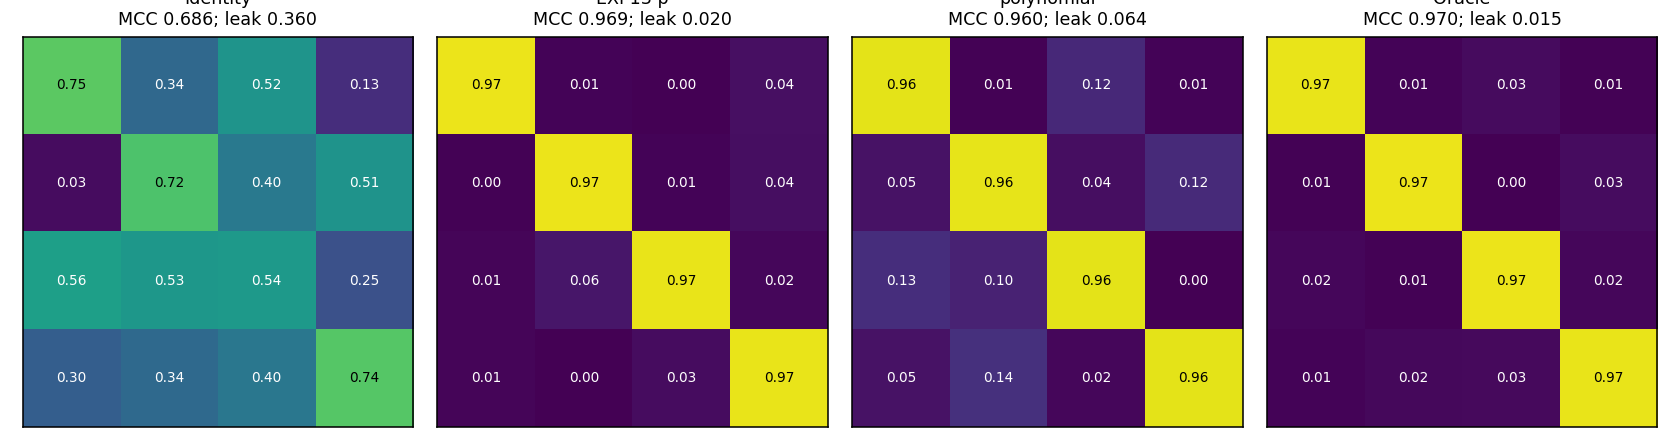 identity
MCC 0.686; leak 0.360
0.75 0.34 0.52 0.13
0.03 0.72 0.40 0.51
0.56 0.53 0.54 0.25
0.30 0.34 0.40 0.74
MCC 0.969; leak 0.020
0.97 0.01 0.00 0.04
0.00 0.97 0.01 0.04
0.01 0.06 0.97 0.02
0.01 0.00 0.03 0.97
polynomial
MCC 0.960; leak 0.064
0.96 0.01 0.12 0.01
0.05 0.96 0.04 0.12
0.13 0.10 0.96 0.00
0.05 0.14 0.02 0.96
Oracle
MCC 0.970; leak 0.015
0.97 0.01 0.03 0.01
0.01 0.97 0.00 0.03
0.02 0.01 0.97 0.02
0.01 0.02 0.03 0.97